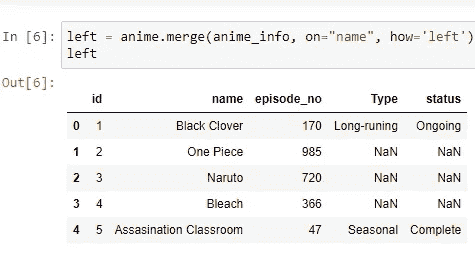 In [6]: left = anime.merge(anime_info, on="name", how='left')
left
Out[6]:
id name episode_no Type status
0 1 Black Clover 170 Long-runing Ongoing
1 2 One Piece 985 NaN NaN
2 3 Naruto 720 NaN NaN
3 4 Bleach 366 NaN NaN
4 5 Assasination Classroom 47 Seasonal Complete